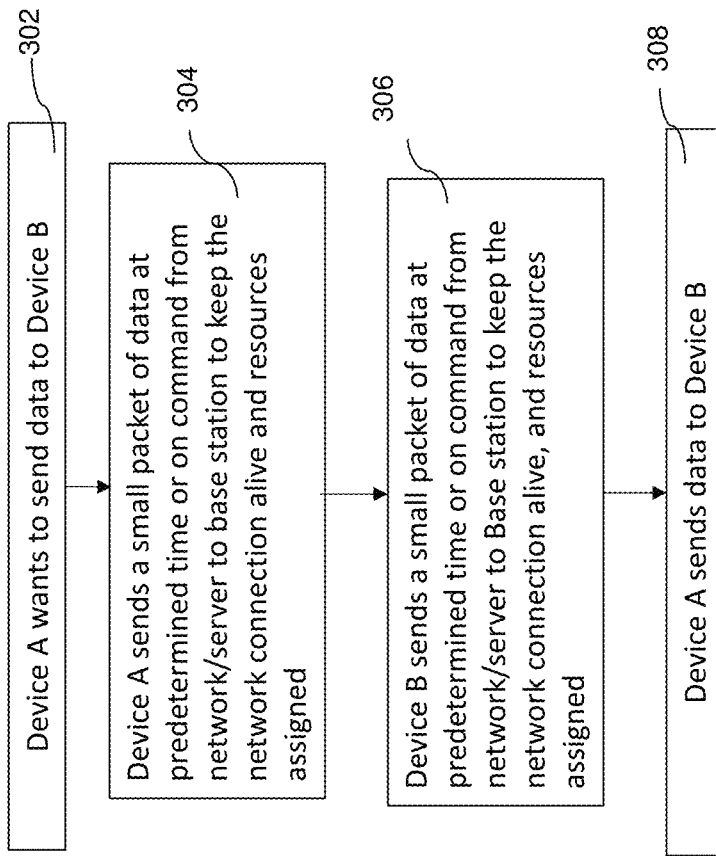 Device A wants to send data to Device B
302
Device A sends a small packet of data at
predetermined time or on command from
network/server to base station to keep the
network connection alive and resources
assigned
304
Device B sends a small packet of data at
predetermined time or on command from
network/server to Base station to keep the
network connection alive, and resources
assigned
306
Device A sends data to Device B
308